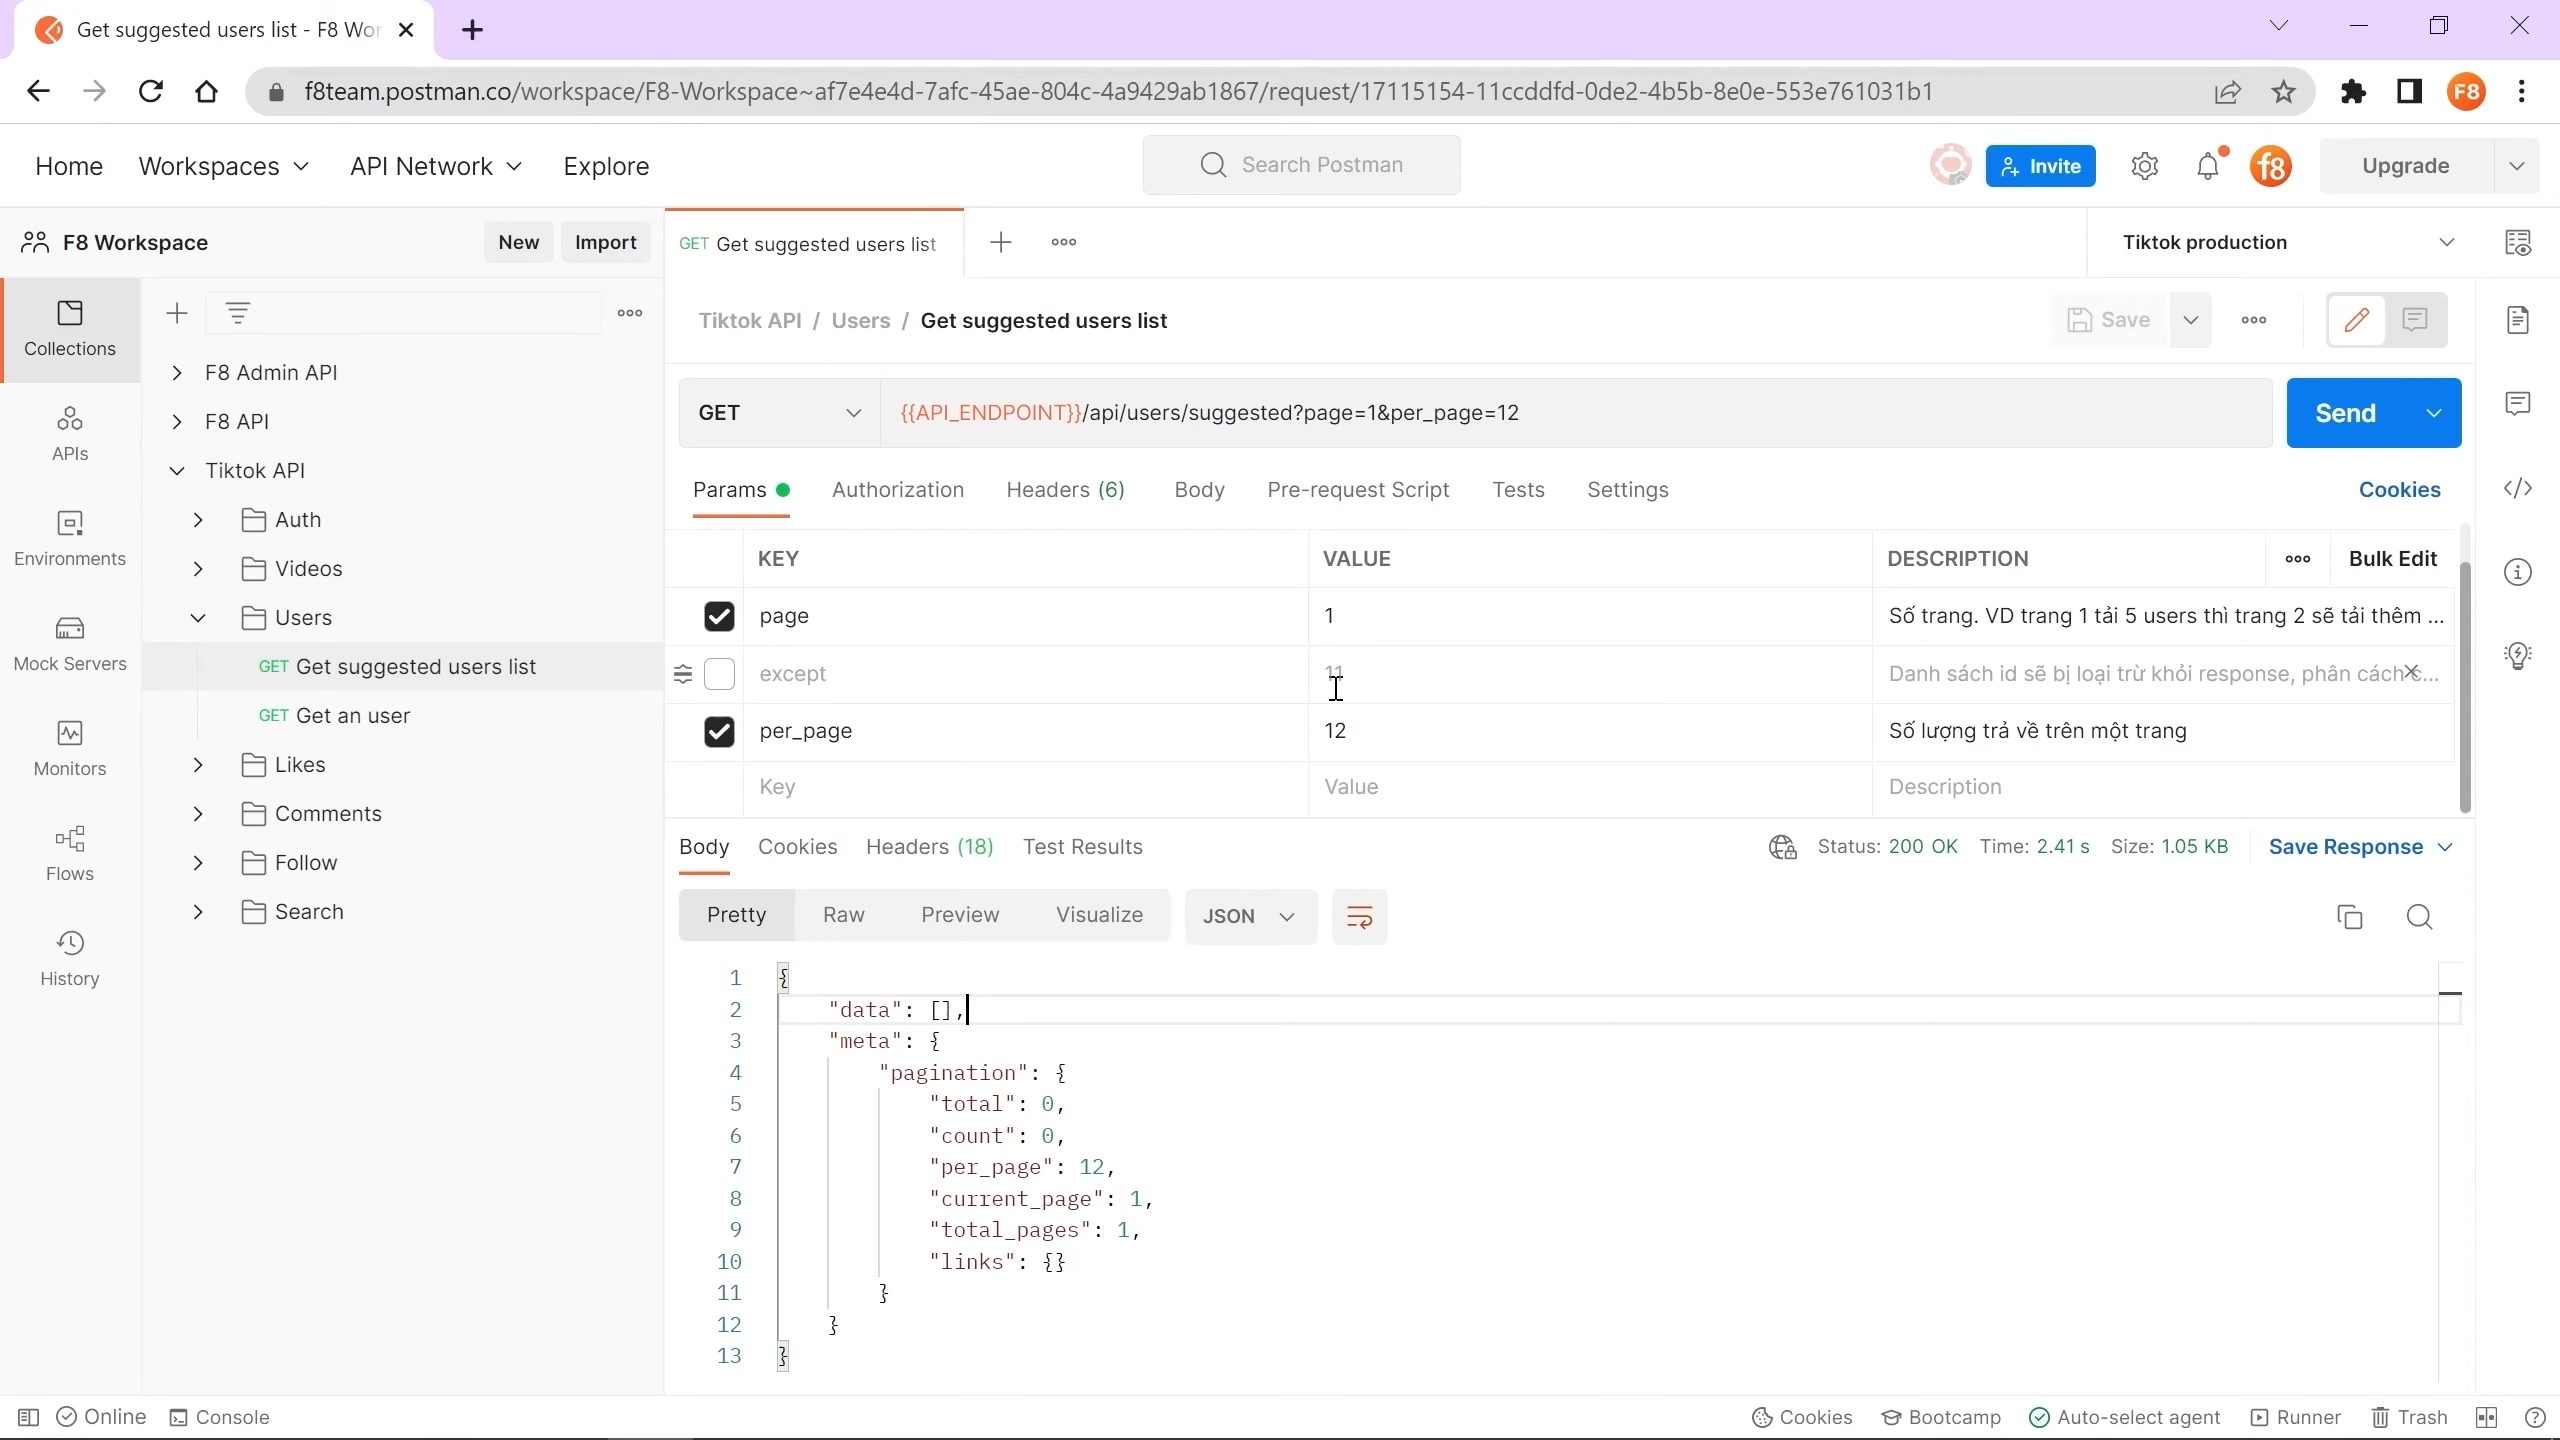 Get suggested users list - F8 Wor
f8team.postman.co/workspace/F8-Workspace~af7e4e4d-7afc-45ae-804c-4a9429ab1867/request/17115154-11ccddfd-0de2-4b5b-8e0e-553e761031b1
F8
Home Workspaces API Network Explore Search Postman Invite f8 Upgrade
F8 Workspace New Import GET Get suggested users list Tiktok production
Collections
APIs
Environments
Mock Servers
Monitors
Flows
History
F8 Admin API
F8 API
Tiktok API
Auth
Videos
Users
GET Get suggested users list
GET Get an user
Likes
Comments
Follow
Search
Tiktok API / Users / Get suggested users list Save
GET {{API_ENDPOINT}}/api/users/suggested?page=1&per_page=12 Send
Params Authorization Headers (6) Body Pre-request Script Tests Settings Cookies
KEY VALUE DESCRIPTION Bulk Edit
page 1 Số trang. VD trang 1 tải 5 users thì trang 2 sẽ tải thêm ...
except 11 Danh sách id sẽ bị loại trừ khỏi response, phân cách c...
per_page 12 Số lượng trả về trên một trang
Key Value Description
Body Cookies Headers (18) Test Results Status: 200 OK Time: 2.41 s Size: 1.05 KB Save Response
Pretty Raw Preview Visualize JSON
1 {
2 "data": [],
3 "meta": {
4 "pagination": {
5 "total": 0,
6 "count": 0,
7 "per_page": 12,
8 "current_page": 1,
9 "total_pages": 1,
10 "links": {}
11 }
12 }
13 }
Online Console Cookies Bootcamp Auto-select agent Runner Trash